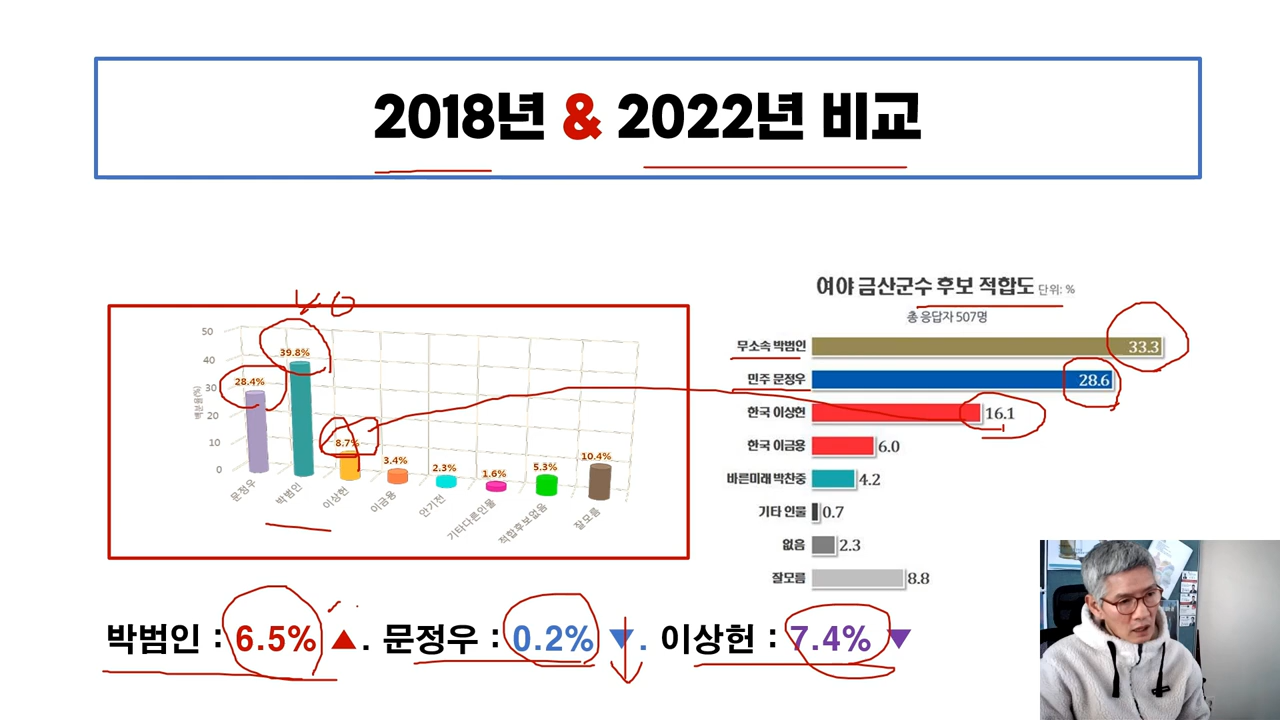 2018년 & 2022년 비교
50
40
30
20
10
0
백분율(%)
28.4%
39.8%
8.7%
3.4%
2.3%
1.6%
5.3%
10.4%
문정우
박범인
이상헌
이금용
안기전
기타다른인물
적합후보없음
잘모름
여야 금산군수 후보 적합도 단위: %
총 응답자 507명
무소속 박범인 33.3
민주 문정우 28.6
한국 이상헌 16.1
한국 이금용 6.0
바른미래 박찬중 4.2
기타 인물 0.7
없음 2.3
잘모름 8.8
박범인 : 6.5% ▲. 문정우 : 0.2% ▼. 이상헌 : 7.4% ▼